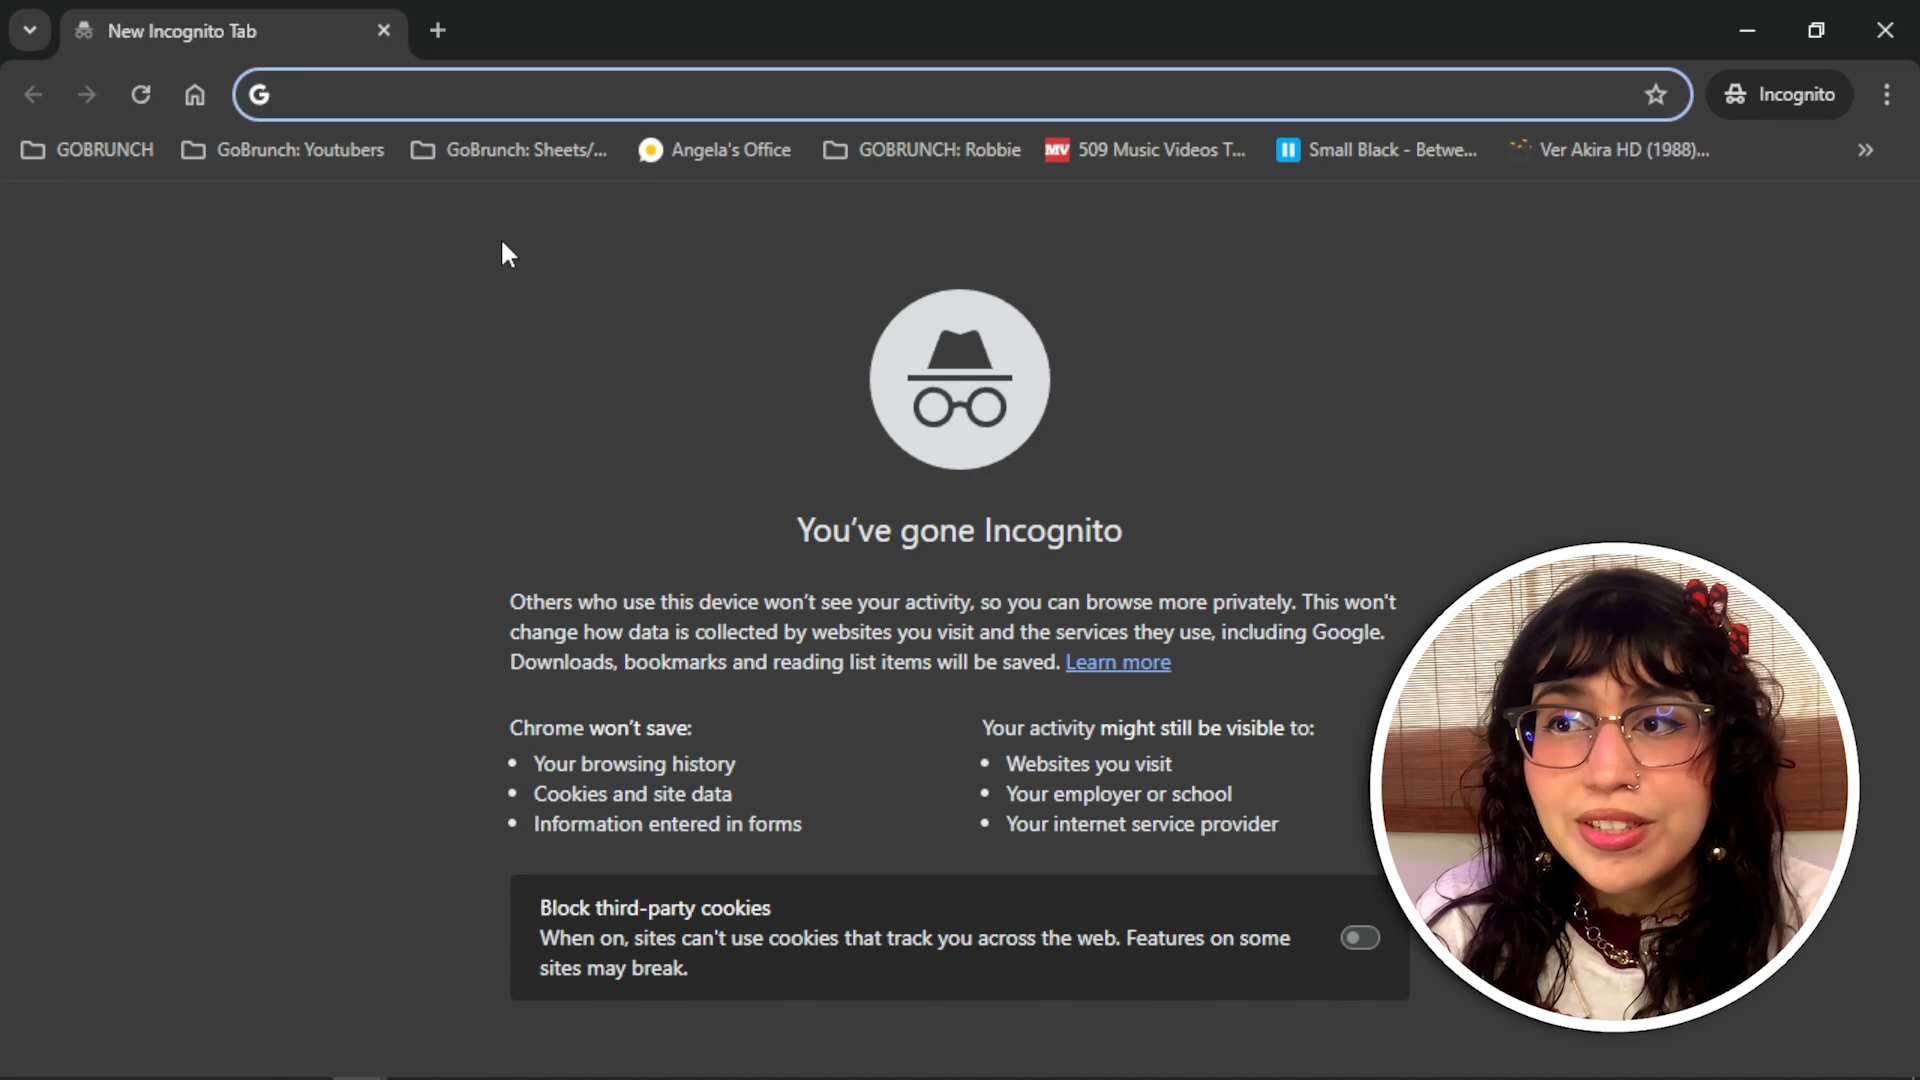 New Incognito Tab
Incognito
GOBRUNCH
GoBrunch: Youtubers
GoBrunch: Sheets/...
Angela's Office
GOBRUNCH: Robbie
MV 509 Music Videos T...
Small Black - Betwe...
Ver Akira HD (1988)...
You've gone Incognito
Others who use this device won't see your activity, so you can browse more privately. This won't
change how data is collected by websites you visit and the services they use, including Google.
Downloads, bookmarks and reading list items will be saved. Learn more
Chrome won't save:
Your browsing history
Cookies and site data
Information entered in forms
Your activity might still be visible to:
Websites you visit
Your employer or school
Your internet service provider
Block third-party cookies
When on, sites can't use cookies that track you across the web. Features on some
sites may break.